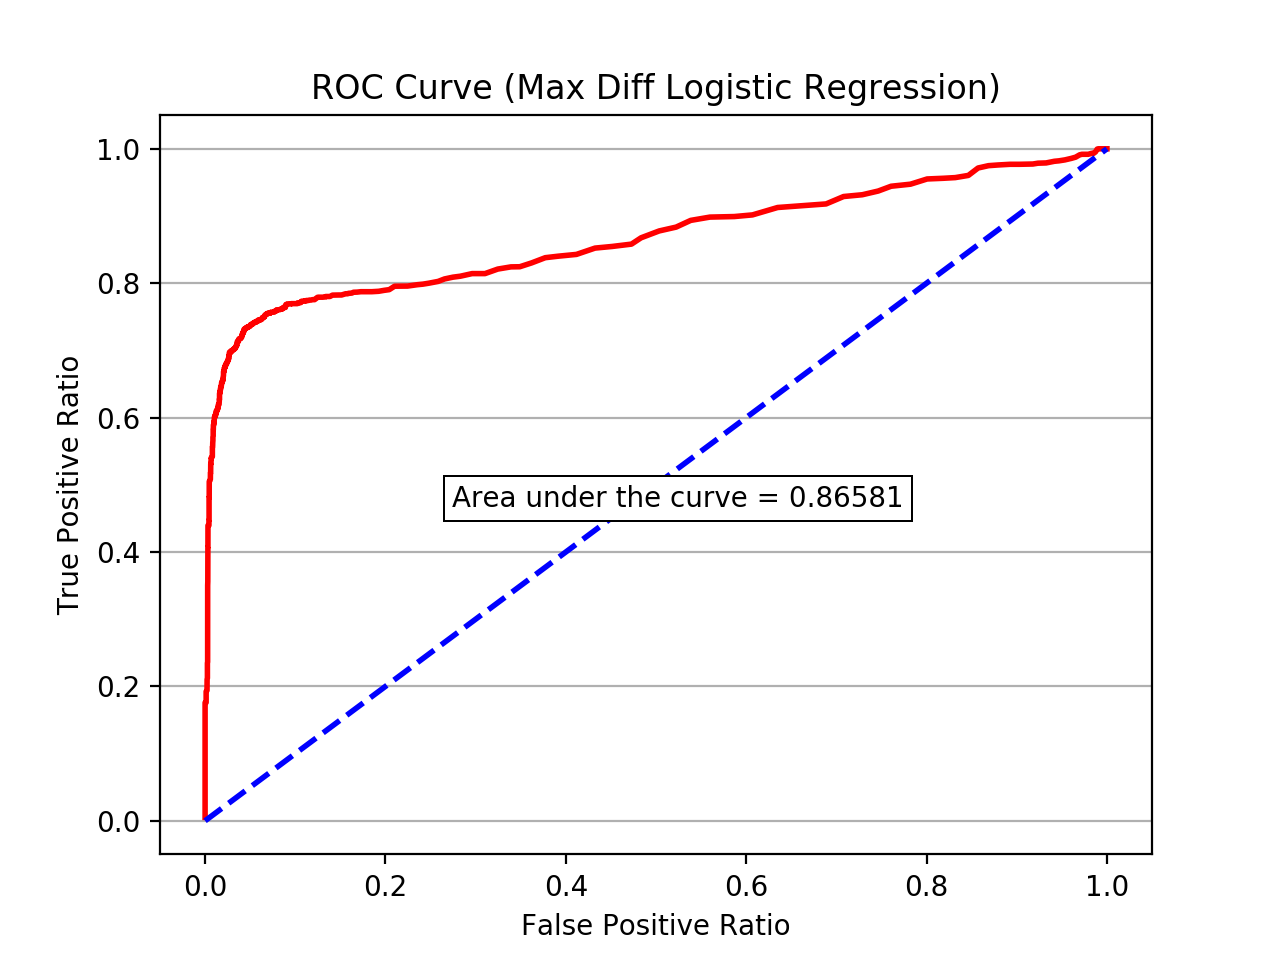 ROC Curve (Max Diff Logistic Regression)
1.0
0.8
0.6
0.4
0.2
0.0
True Positive Ratio
Area under the curve = 0.86581
0.0 0.2 0.4 0.6 0.8 1.0
False Positive Ratio